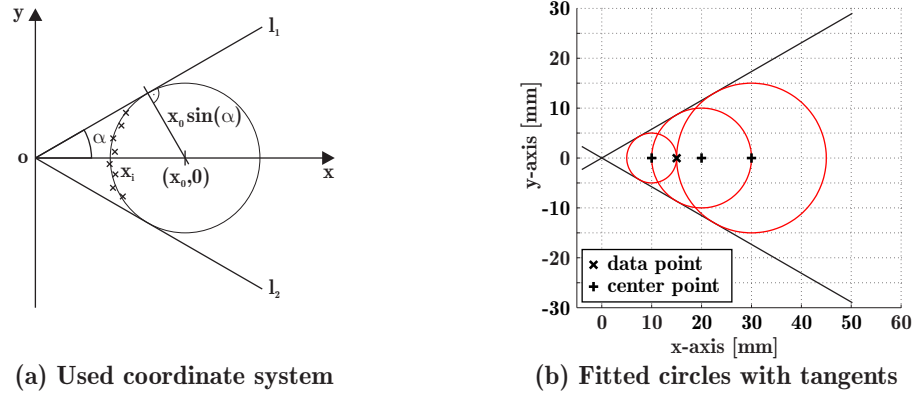 y
l₁
x₀ sin(α)
α
o
xᵢ
(x₀,0)
x
l₂
(a) Used coordinate system
30
20
10
0
-10
-20
-30
y-axis [mm]
data point
center point
0 10 20 30 40 50 60
x-axis [mm]
(b) Fitted circles with tangents